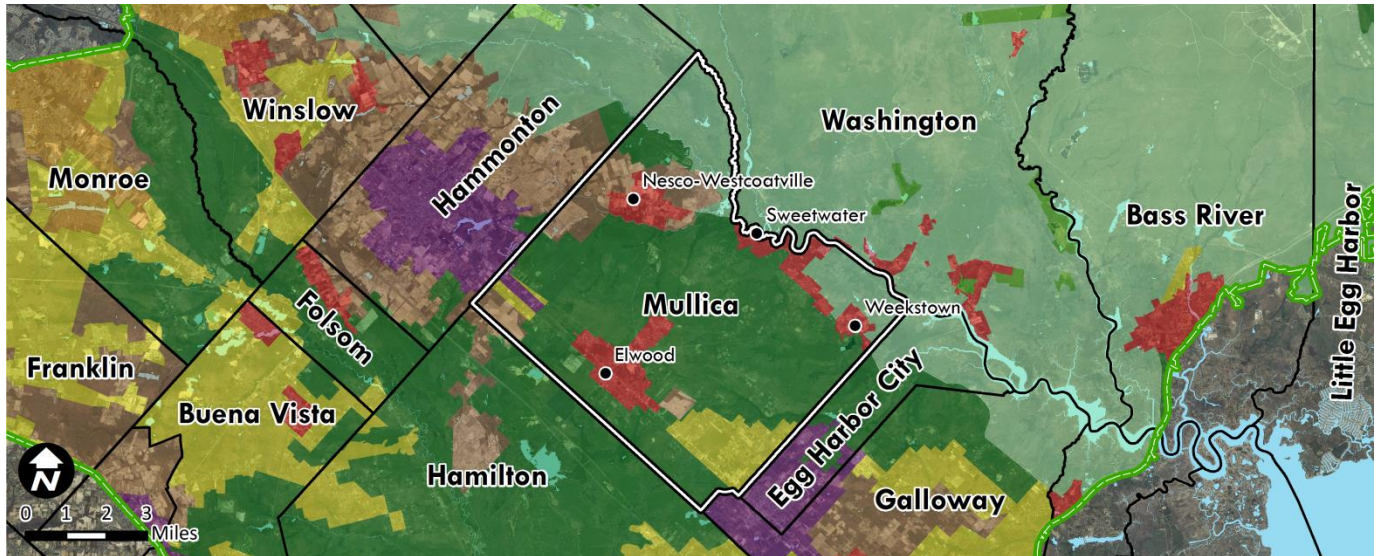 Winslow
Hammonton
Washington
Monroe
Nesco-Westcoatville
Sweetwater
Bass River
Little Egg Harbor
Folsom
Mullica
Weekstown
Elwood
Franklin
Buena Vista
Egg Harbor City
Hamilton
Galloway
N
0 1 2 3
Miles